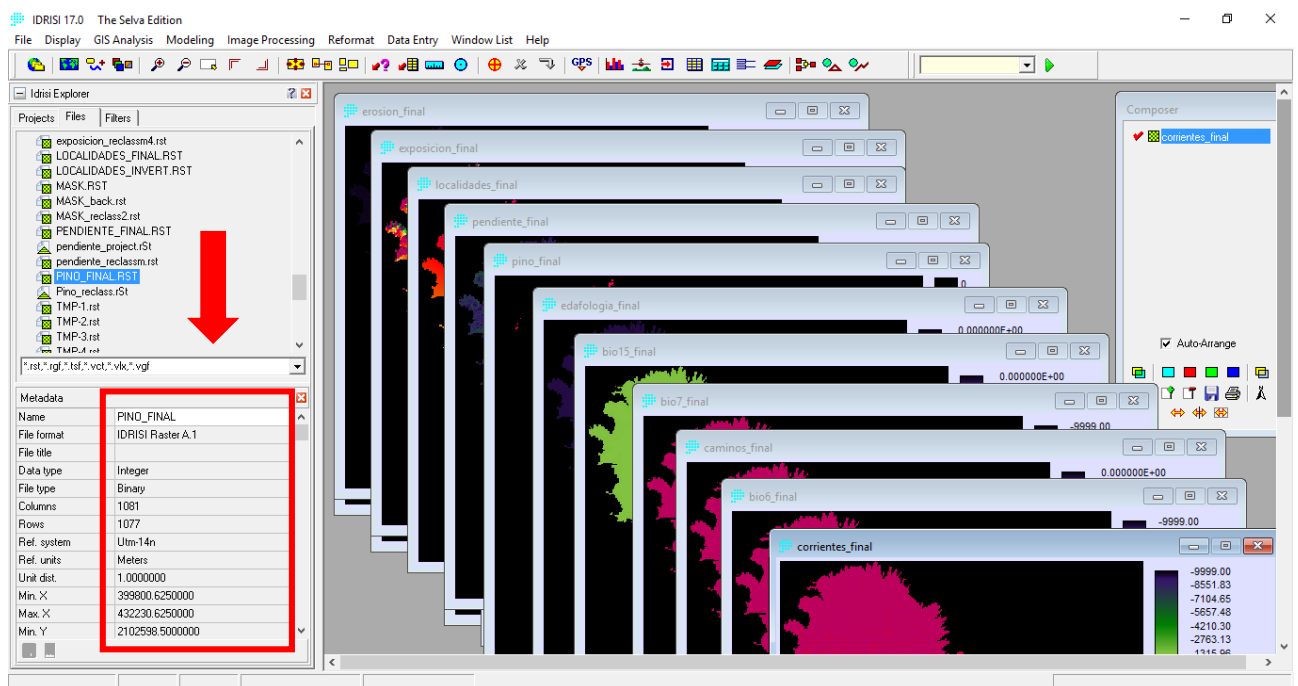 IDRISI 17.0 The Selva Edition
File Display GIS Analysis Modeling Image Processing Reformat Data Entry Window List Help
GPS
Idrisi Explorer
Projects Files Filters
exposicion_reclassm4.rst
LOCALIDADES_FINAL.RST
LOCALIDADES_INVERT.RST
MASK.RST
MASK_back.rst
MASK_reclass2.rst
PENDIENTE_FINAL.RST
pendiente_project.rSt
pendiente_reclassm.rst
PINO_FINAL.RST
Pino_reclass.rSt
TMP-1.rst
TMP-2.rst
TMP-3.rst
TMP-4.rst
*.rst,*.rgf,*.tsf,*.vct,*.vlx,*.vgf
Metadata
Name PINO_FINAL
File format IDRISI Raster A.1
File title
Data type Integer
File type Binary
Columns 1081
Rows 1077
Ref. system Utm-14n
Ref. units Meters
Unit dist. 1.0000000
Min. X 399800.6250000
Max. X 432230.6250000
Min. Y 2102598.5000000
erosion_final
exposicion_final
localidades_final
pendiente_final
pino_final
0
edafologia_final
0.000000E+00
bio15_final
0.000000E+00
bio7_final
-9999.00
caminos_final
0.000000E+00
bio6_final
-9999.00
corrientes_final
-9999.00
-8551.83
-7104.65
-5657.48
-4210.30
-2763.13
Composer
corrientes_final
Auto-Arrange